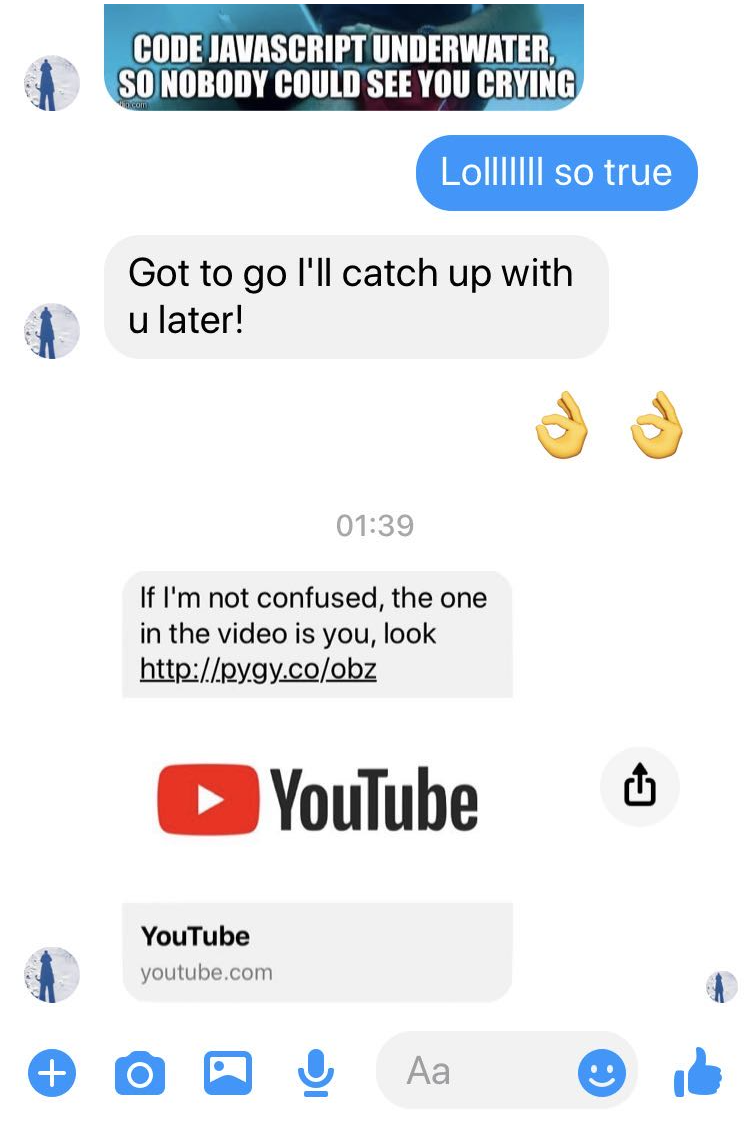 CODE JAVASCRIPT UNDERWATER,
SO NOBODY COULD SEE YOU CRYING
Lolllllll so true
Got to go I'll catch up with
u later!
01:39
If I'm not confused, the one
in the video is you, look
http://pygy.co/obz
YouTube
YouTube
youtube.com
Aa